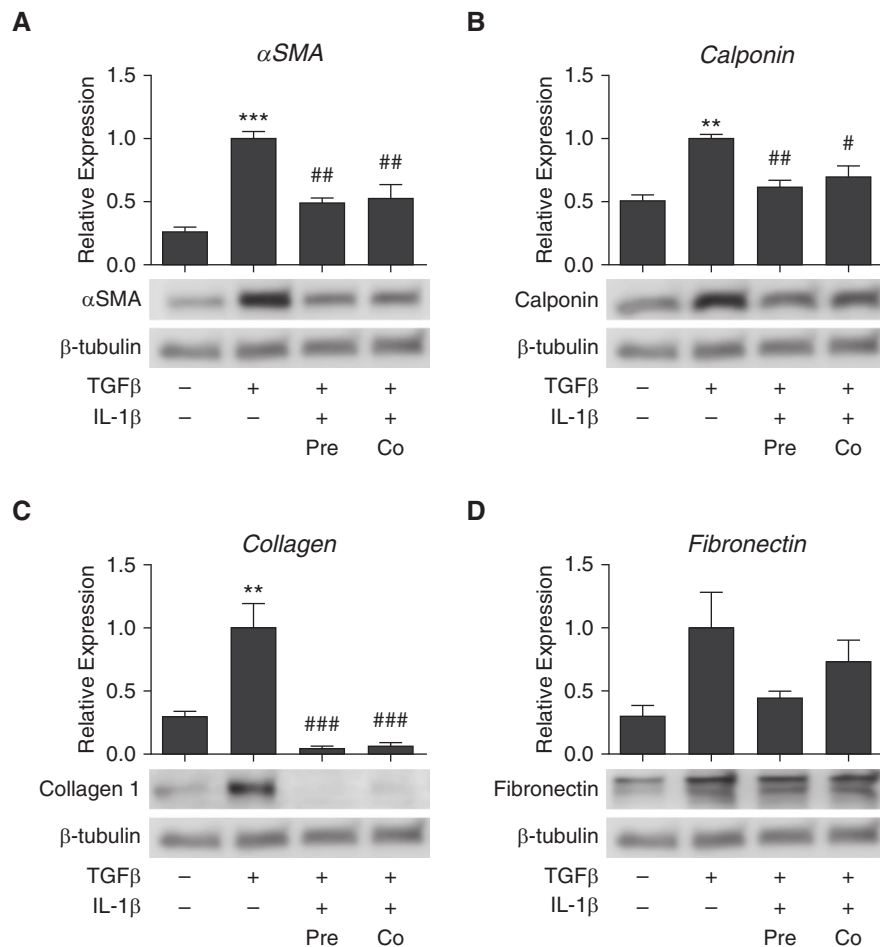 A
αSMA
Relative Expression
1.5
1.0
0.5
0.0
***
##
##
αSMA
β-tubulin
TGFβ – + + +
IL-1β – – + +
Pre Co
B
Calponin
Relative Expression
1.5
1.0
0.5
0.0
**
##
#
Calponin
β-tubulin
TGFβ – + + +
IL-1β – – + +
Pre Co
C
Collagen
Relative Expression
1.5
1.0
0.5
0.0
**
###
###
Collagen 1
β-tubulin
TGFβ – + + +
IL-1β – – + +
Pre Co
D
Fibronectin
Relative Expression
1.5
1.0
0.5
0.0
Fibronectin
β-tubulin
TGFβ – + + +
IL-1β – – + +
Pre Co